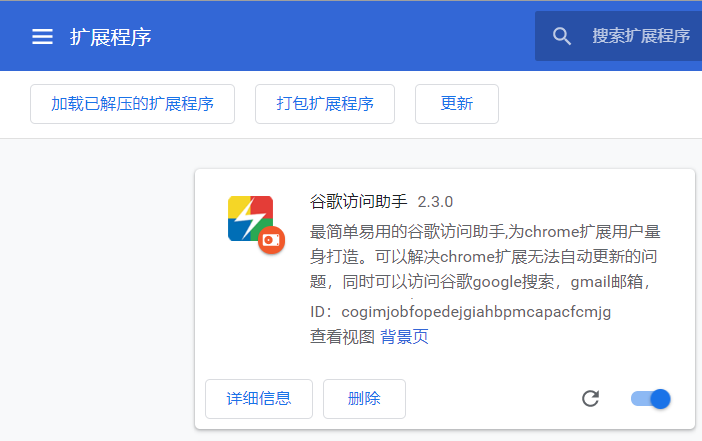 扩展程序
搜索扩展程序
加载已解压的扩展程序
打包扩展程序
更新
谷歌访问助手 2.3.0
最简单易用的谷歌访问助手,为chrome扩展用户量
身打造。可以解决chrome扩展无法自动更新的问
题，同时可以访问谷歌google搜索，gmail邮箱，
ID：cogimjobfopedejgiahbpmcapacfcmjg
查看视图 背景页
详细信息
删除